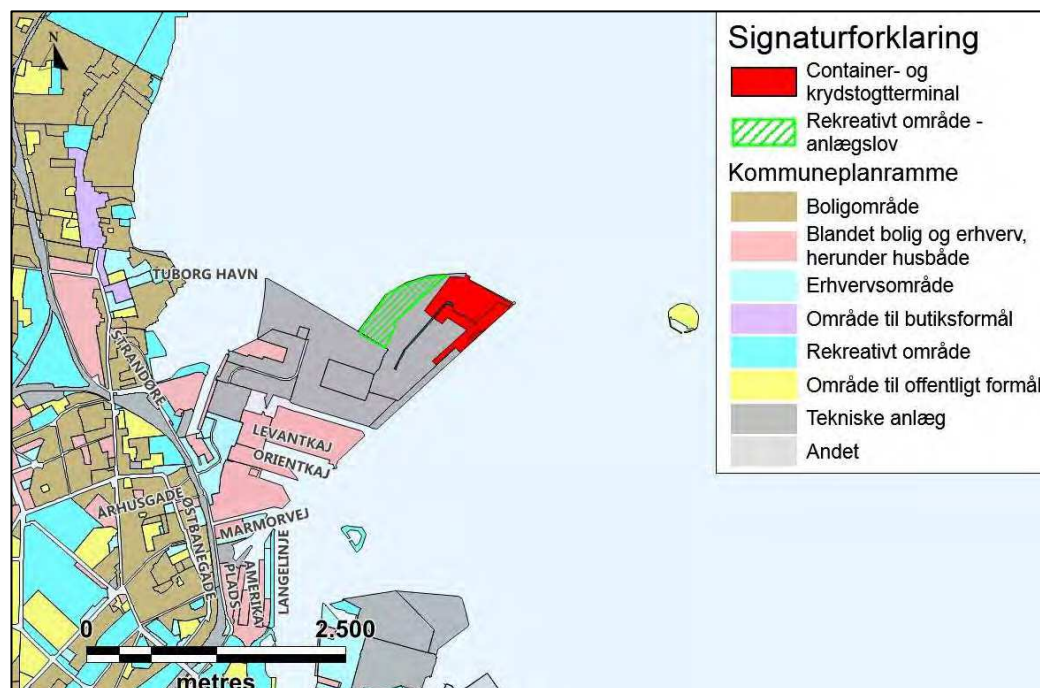 N
TUBORG HAVN
STRANDØRE
LEVANTKAJ
ORIENTKAJ
ÅRHUSGADE
ØSTBANEGADE
MARMORVEJ
AMERIKA
PLADS
LANGELINJE
0 2.500
metres
Signaturforklaring
Container- og
krydstogtterminal
Rekreativt område -
anlægslov
Kommuneplanramme
Boligområde
Blandet bolig og erhverv,
herunder husbåde
Erhvervsområde
Område til butiksformål
Rekreativt område
Område til offentligt formål
Tekniske anlæg
Andet